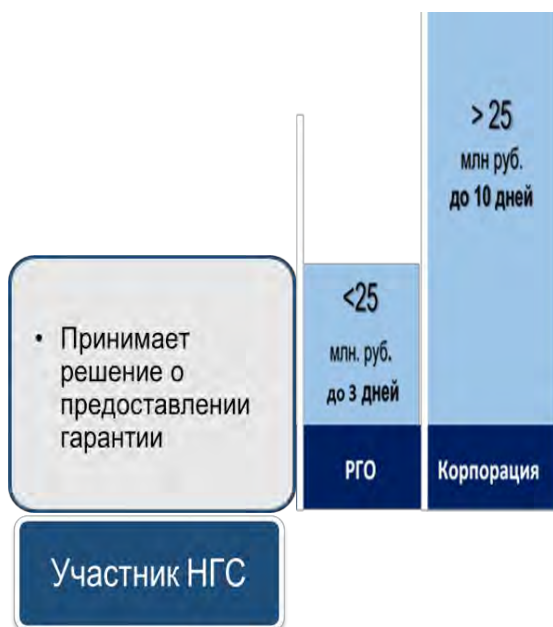 > 25
млн руб.
до 10 дней
<25
млн. руб.
до 3 дней
• Принимает
решение о
предоставлении
гарантии
РГО
Корпорация
Участник НГС